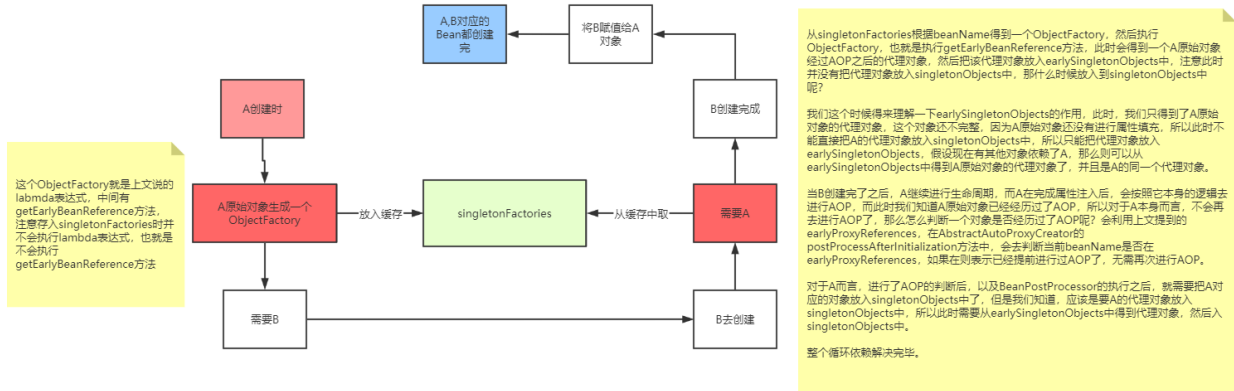 这个ObjectFactory就是上文说的
labmda表达式，中间有
getEarlyBeanReference方法，
注意存入singletonFactories时并
不会执行lambda表达式，也就是
不会执行
getEarlyBeanReference方法
A,B对应的
Bean都创建
完
将B赋值给A
对象
A创建时
B创建完成
A原始对象生成一个
ObjectFactory
放入缓存
singletonFactories
从缓存中取
需要A
需要B
B去创建
从singletonFactories根据beanName得到一个ObjectFactory，然后执行
ObjectFactory，也就是执行getEarlyBeanReference方法，此时会得到一个A原始对象
经过AOP之后的代理对象，然后把该代理对象放入earlySingletonObjects中，注意此时
并没有把代理对象放入singletonObjects中，那什么时候放入到singletonObjects中
呢？
我们这个时候得来理解一下earlySingletonObjects的作用，此时，我们只得到了A原始
对象的代理对象，这个对象还不完整，因为A原始对象还没有进行属性填充，所以此时不
能直接把A的代理对象放入singletonObjects中，所以只能把代理对象放入
earlySingletonObjects，假设现在有其他对象依赖了A，那么则可以从
earlySingletonObjects中得到A原始对象的代理对象了，并且是A的同一个代理对象。
当B创建完了之后，A继续进行生命周期，而A在完成属性注入后，会按照它本身的逻辑去
进行AOP，而此时我们知道A原始对象已经经历过了AOP，所以对于A本身而言，不会再
去进行AOP了，那么怎么判断一个对象是否经历过了AOP呢？会利用上文提到的
earlyProxyReferences，在AbstractAutoProxyCreator的
postProcessAfterInitialization方法中，会去判断当前beanName是否在
earlyProxyReferences，如果在则表示已经提前进行过AOP了，无需再次进行AOP。
对于A而言，进行了AOP的判断后，以及BeanPostProcessor的执行之后，就需要把A对
应的对象放入singletonObjects中了，但是我们知道，应该是要A的代理对象放入
singletonObjects中，所以此时需要从earlySingletonObjects中得到代理对象，然后入
singletonObjects中。
整个循环依赖解决完毕。